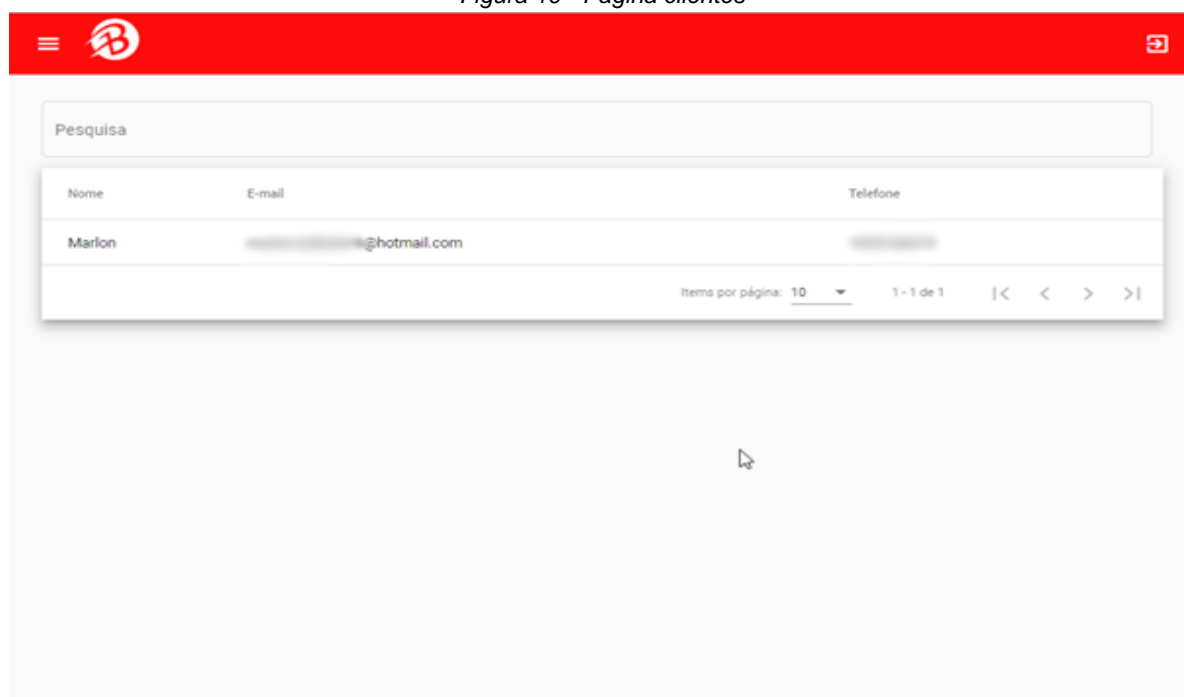 Pesquisa
Nome E-mail Telefone
Marlon @hotmail.com
Items por página: 10 1 - 1 de 1